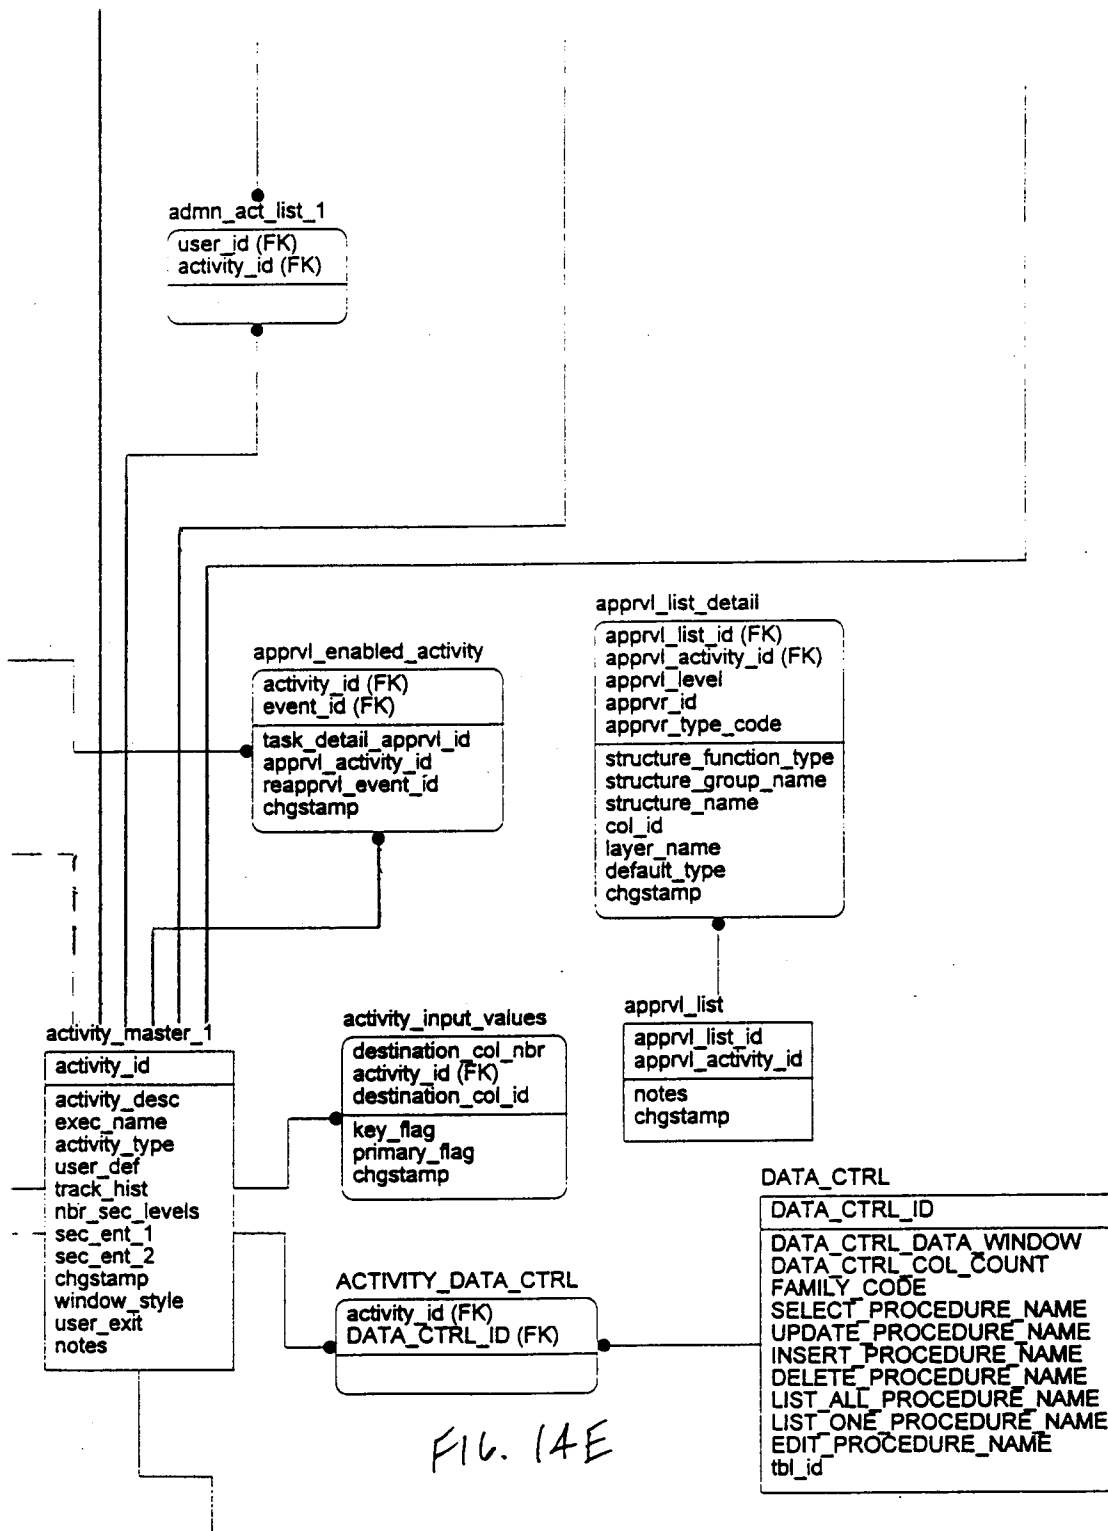 admn_act_list_1
user_id (FK)
activity_id (FK)
apprvl_list_detail
apprvl_list_id (FK)
apprvl_activity_id (FK)
apprvl_level
apprvr_id
apprvr_type_code
structure_function_type
structure_group_name
structure_name
col_id
layer_name
default_type
chgstamp
apprvl_enabled_activity
activity_id (FK)
event_id (FK)
task_detail_apprvl_id
apprvl_activity_id
reapprvl_event_id
chgstamp
apprvl_list
apprvl_list_id
apprvl_activity_id
notes
chgstamp
activity_master_1
activity_id
activity_desc
exec_name
activity_type
user_def
track_hist
nbr_sec_levels
sec_ent_1
sec_ent_2
chgstamp
window_style
user_exit
notes
activity_input_values
destination_col_nbr
activity_id (FK)
destination_col_id
key_flag
primary_flag
chgstamp
ACTIVITY_DATA_CTRL
activity_id (FK)
DATA_CTRL_ID (FK)
DATA_CTRL
DATA_CTRL_ID
DATA_CTRL_DATA_WINDOW
DATA_CTRL_COL_COUNT
FAMILY_CODE
SELECT_PROCEDURE_NAME
UPDATE_PROCEDURE_NAME
INSERT_PROCEDURE_NAME
DELETE_PROCEDURE_NAME
LIST_ALL_PROCEDURE_NAME
LIST_ONE_PROCEDURE_NAME
EDIT_PROCEDURE_NAME
tbl_id
FIG. 14E